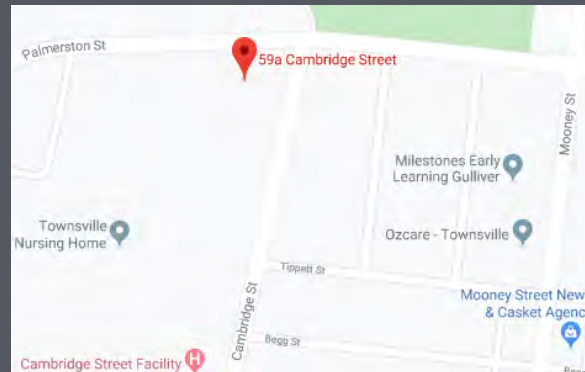 Palmerston St
59a Cambridge Street
Mooney St
Milestones Early
Learning Gulliver
Townsville
Nursing Home
Ozcare - Townsville
Tippett St
Mooney Street New
& Casket Agenc
Cambridge St
Begg St
Cambridge Street Facility
H